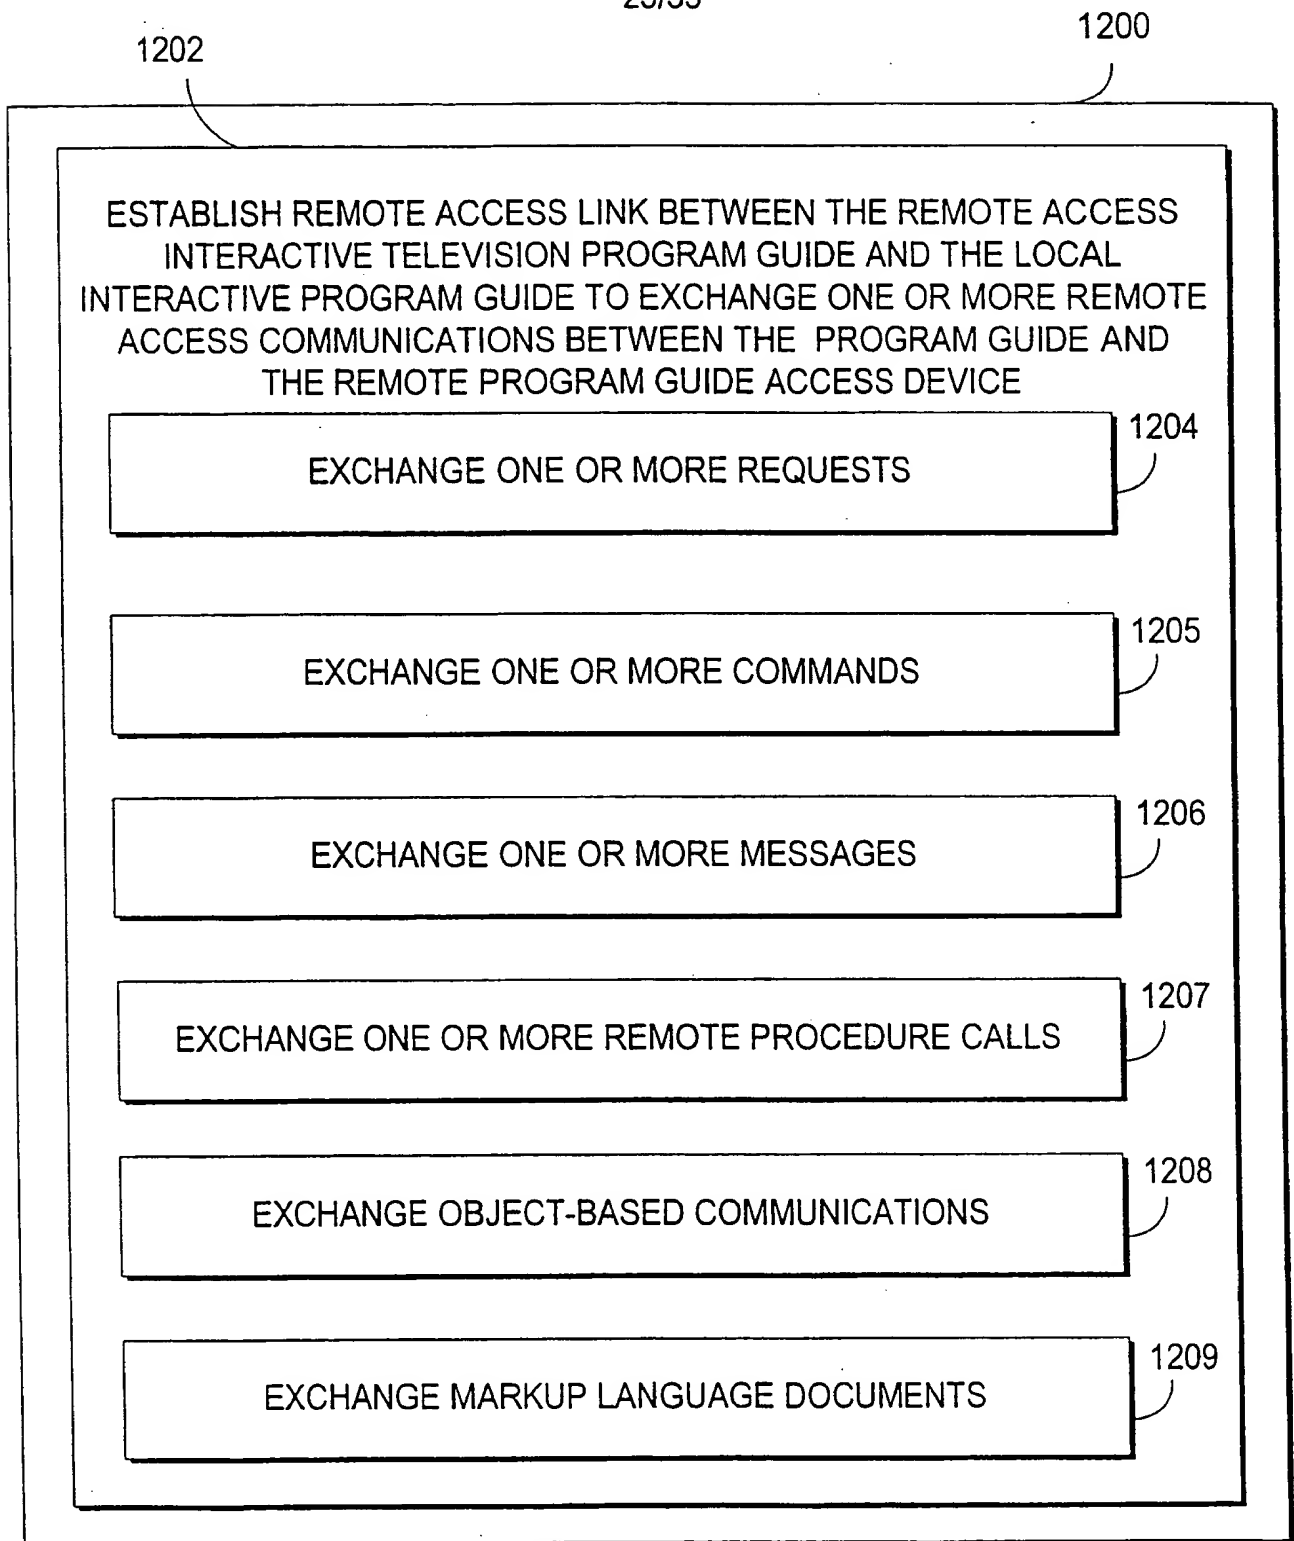 1200
1202
ESTABLISH REMOTE ACCESS LINK BETWEEN THE REMOTE ACCESS
INTERACTIVE TELEVISION PROGRAM GUIDE AND THE LOCAL
INTERACTIVE PROGRAM GUIDE TO EXCHANGE ONE OR MORE REMOTE
ACCESS COMMUNICATIONS BETWEEN THE PROGRAM GUIDE AND
THE REMOTE PROGRAM GUIDE ACCESS DEVICE
1204
EXCHANGE ONE OR MORE REQUESTS
1205
EXCHANGE ONE OR MORE COMMANDS
1206
EXCHANGE ONE OR MORE MESSAGES
1207
EXCHANGE ONE OR MORE REMOTE PROCEDURE CALLS
1208
EXCHANGE OBJECT-BASED COMMUNICATIONS
1209
EXCHANGE MARKUP LANGUAGE DOCUMENTS